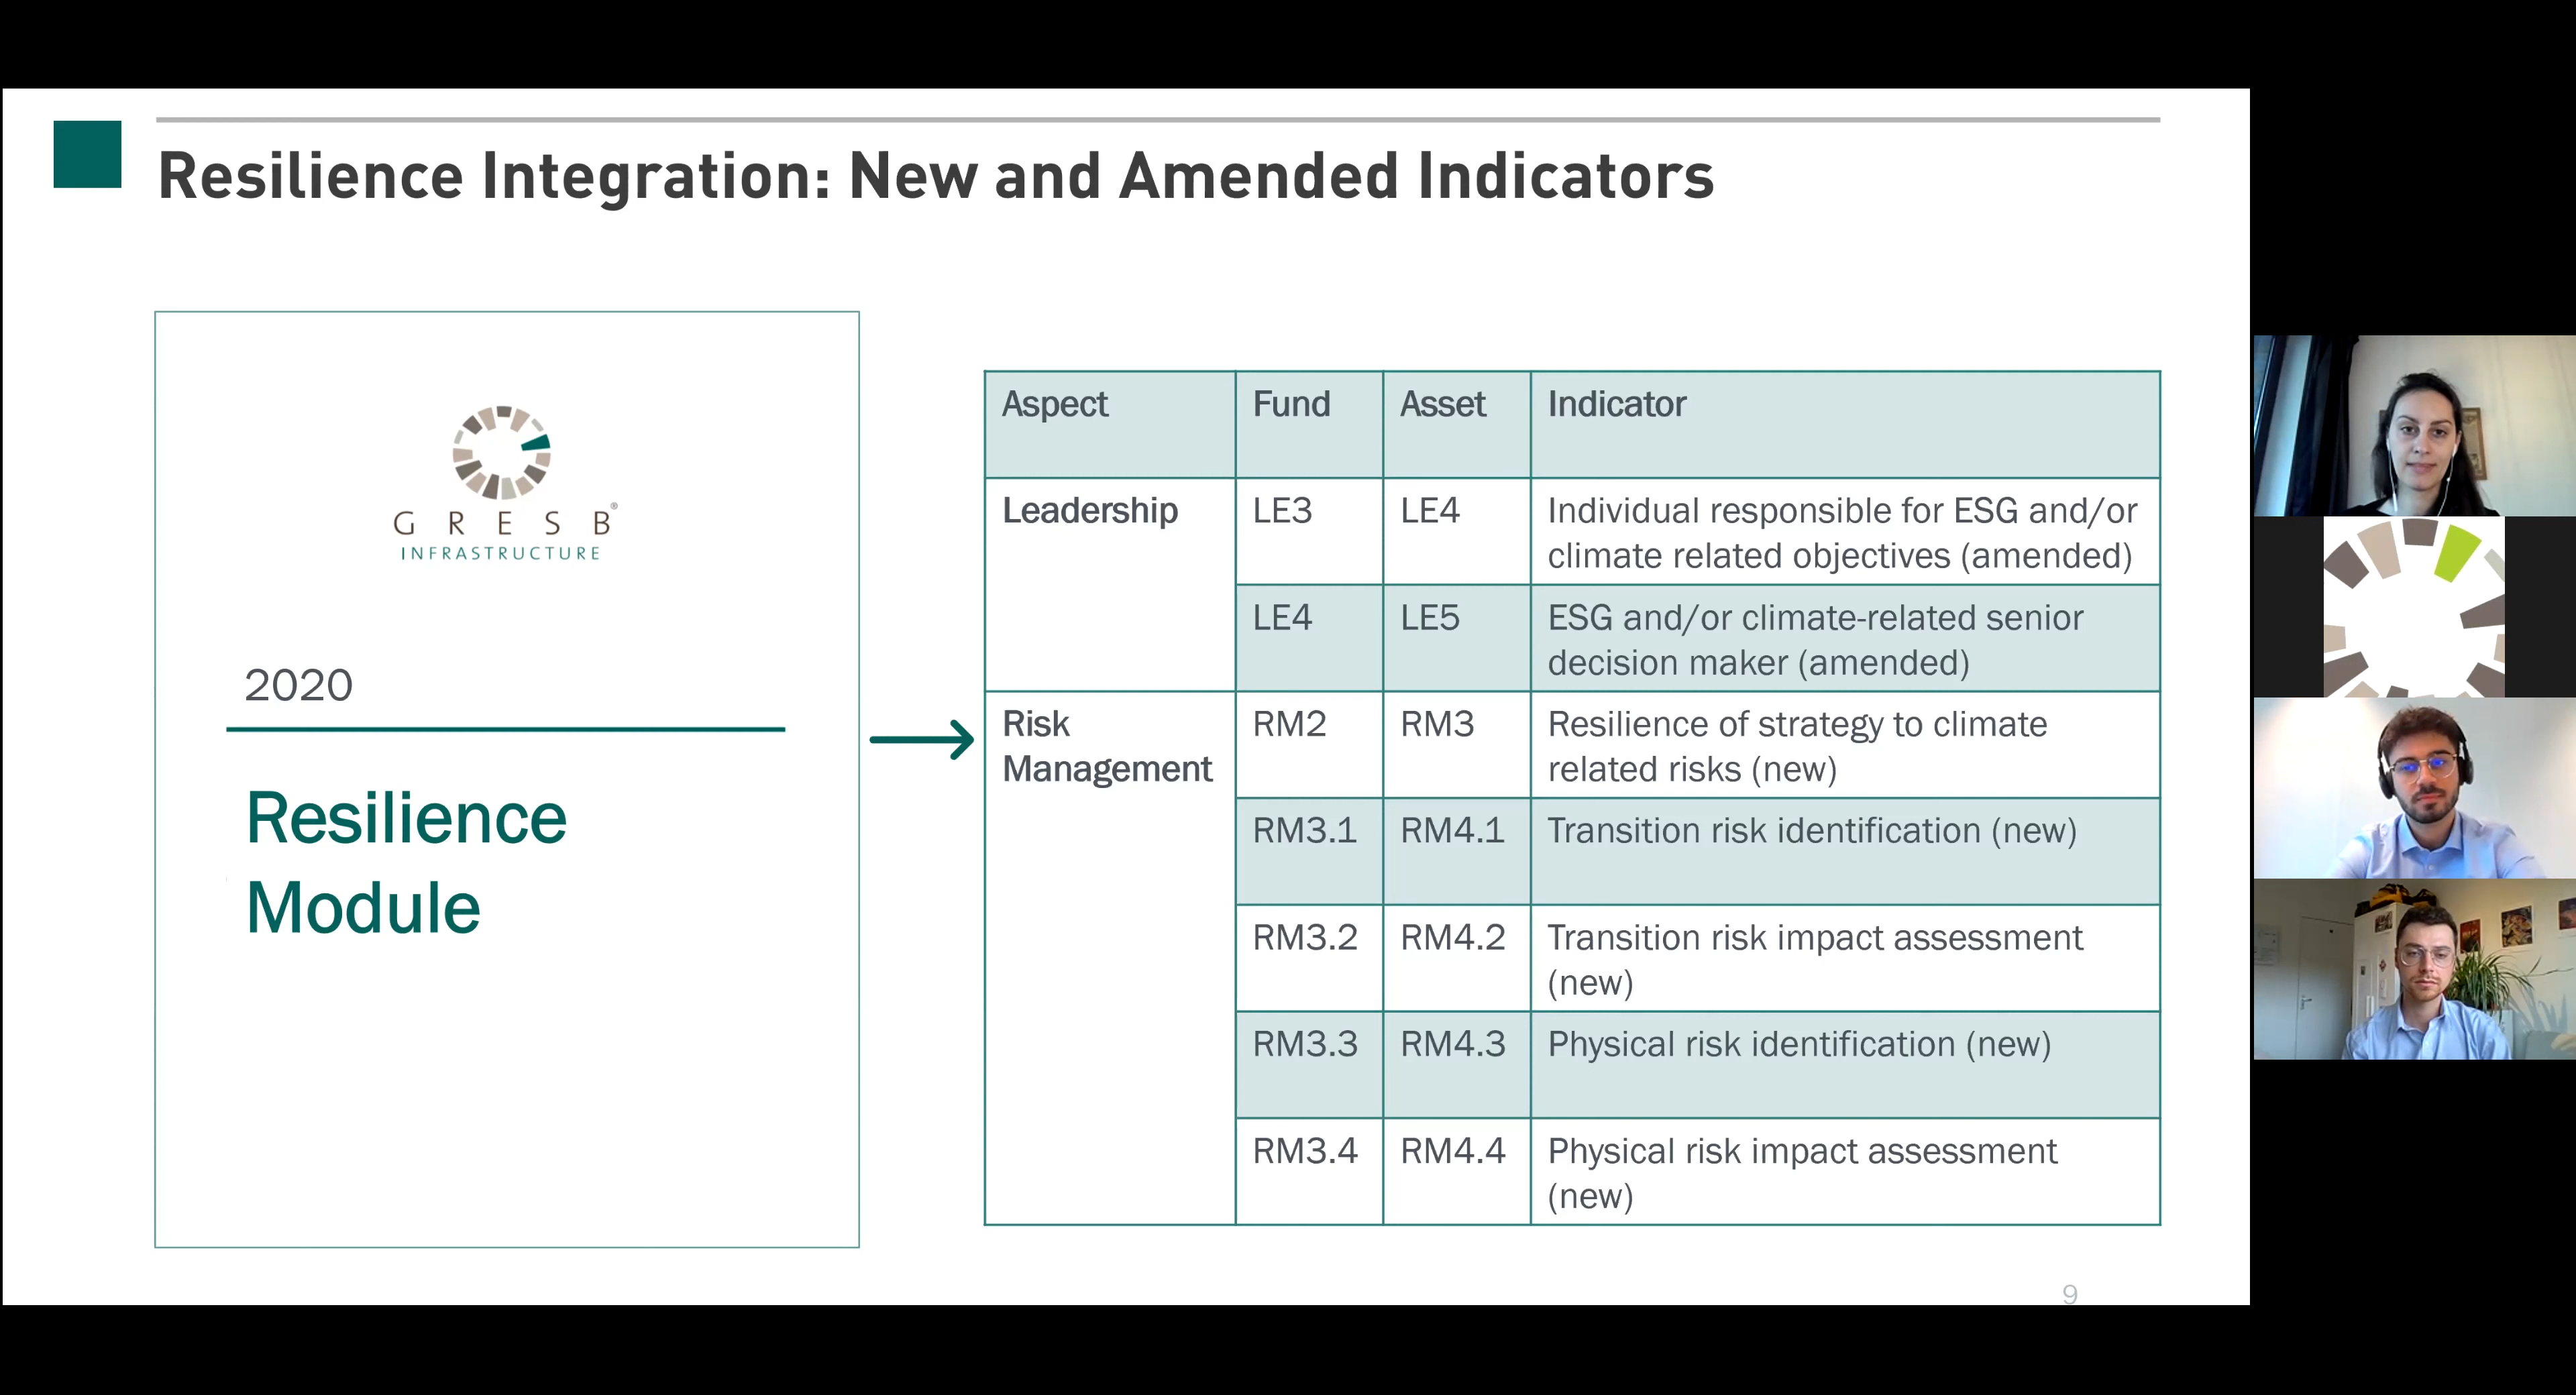 Resilience Integration: New and Amended Indicators
G R E S B®
INFRASTRUCTURE
2020
Resilience
Module
Aspect Fund Asset Indicator
Leadership LE3 LE4 Individual responsible for ESG and/or
climate related objectives (amended)
LE4 LE5 ESG and/or climate-related senior
decision maker (amended)
Risk RM2 RM3 Resilience of strategy to climate
Management related risks (new)
RM3.1 RM4.1 Transition risk identification (new)
RM3.2 RM4.2 Transition risk impact assessment
(new)
RM3.3 RM4.3 Physical risk identification (new)
RM3.4 RM4.4 Physical risk impact assessment
(new)
9